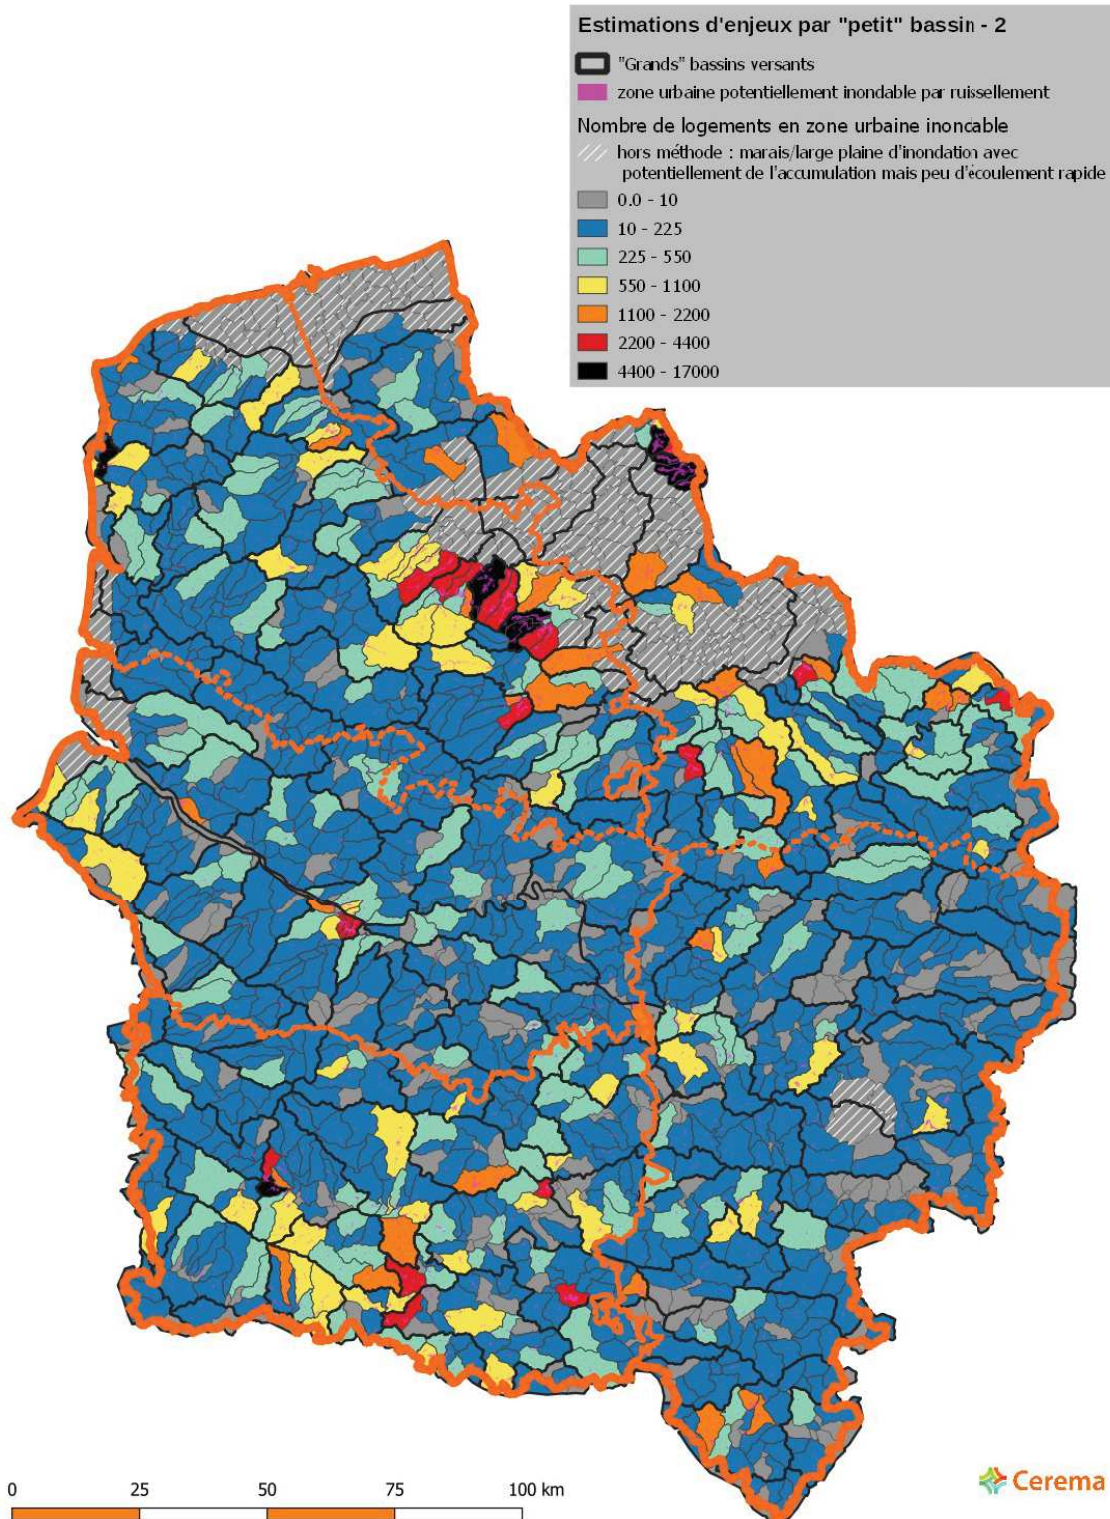 Estimations d'enjeux par "petit" bassin - 2
"Grands" bassins versants
zone urbaine potentiellement inondable par ruissellement
Nombre de logements en zone urbaine inoncable
hors méthode : marais/large plaine d'inondation avec
potentiellement de l'accumulation mais peu d'écoulement rapide
0.0 - 10
10 - 225
225 - 550
550 - 1100
1100 - 2200
2200 - 4400
4400 - 17000
Cerema
0 25 50 75 100 km